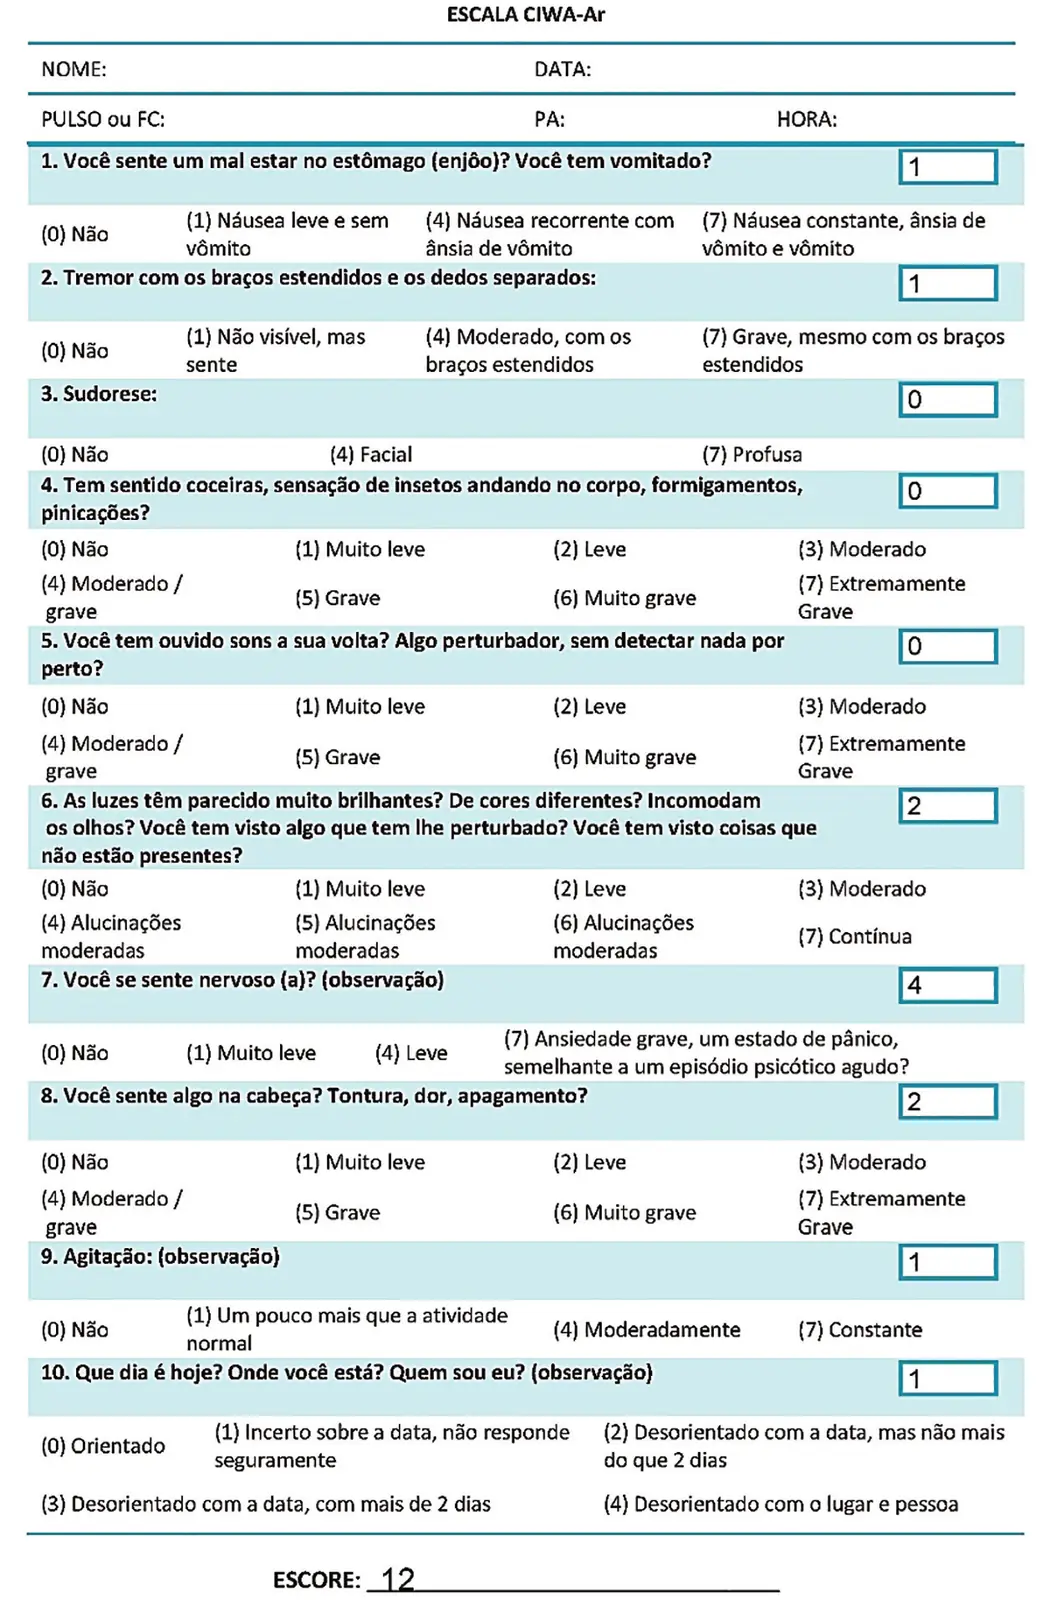 ESCALA CIWA-Ar
NOME: DATA:
PULSO ou FC: PA: HORA:
1. Você sente um mal estar no estômago (enjôo)? Você tem vomitado? 1
(0) Não (1) Náusea leve e sem vômito (4) Náusea recorrente com ânsia de vômito (7) Náusea constante, ânsia de vômito e vômito
2. Tremor com os braços estendidos e os dedos separados: 1
(0) Não (1) Não visível, mas sente (4) Moderado, com os braços estendidos (7) Grave, mesmo com os braços estendidos
3. Sudorese: 0
(0) Não (4) Facial (7) Profusa
4. Tem sentido coceiras, sensação de insetos andando no corpo, formigamentos, 0
pinicações?
(0) Não (1) Muito leve (2) Leve (3) Moderado
(4) Moderado / grave (5) Grave (6) Muito grave (7) Extremamente Grave
5. Você tem ouvido sons a sua volta? Algo perturbador, sem detectar nada por 0
perto?
(0) Não (1) Muito leve (2) Leve (3) Moderado
(4) Moderado / grave (5) Grave (6) Muito grave (7) Extremamente Grave
6. As luzes têm parecido muito brilhantes? De cores diferentes? Incomodam 2
os olhos? Você tem visto algo que tem lhe perturbado? Você tem visto coisas que
não estão presentes?
(0) Não (1) Muito leve (2) Leve (3) Moderado
(4) Alucinações moderadas (5) Alucinações moderadas (6) Alucinações moderadas (7) Contínua
7. Você se sente nervoso (a)? (observação) 4
(0) Não (1) Muito leve (4) Leve (7) Ansiedade grave, um estado de pânico, semelhante a um episódio psicótico agudo?
8. Você sente algo na cabeça? Tontura, dor, apagamento? 2
(0) Não (1) Muito leve (2) Leve (3) Moderado
(4) Moderado / grave (5) Grave (6) Muito grave (7) Extremamente Grave
9. Agitação: (observação) 1
(0) Não (1) Um pouco mais que a atividade normal (4) Moderadamente (7) Constante
10. Que dia é hoje? Onde você está? Quem sou eu? (observação) 1
(0) Orientado (1) Incerto sobre a data, não responde seguramente (2) Desorientado com a data, mas não mais do que 2 dias
(3) Desorientado com a data, com mais de 2 dias (4) Desorientado com o lugar e pessoa
ESCORE: 12